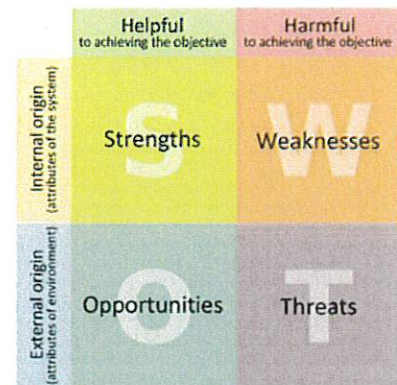 Helpful
to achieving the objective
Harmful
to achieving the objective
Internal origin
(attributes of the system)
S
Strengths
W
Weaknesses
External origin
(attributes of environment)
O
Opportunities
T
Threats